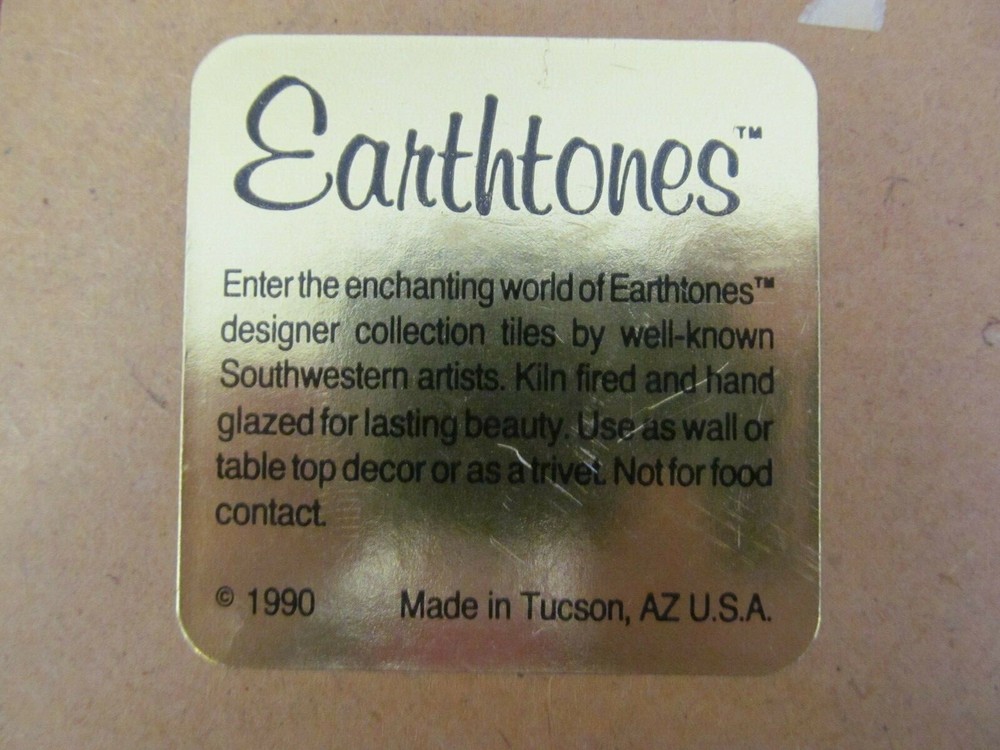 Earthtones™
Enter the enchanting world of Earthtones™
designer collection tiles by well-known
Southwestern artists. Kiln fired and hand
glazed for lasting beauty. Use as wall or
table top decor or as a trivet. Not for food
contact.
© 1990 Made in Tucson, AZ U.S.A.